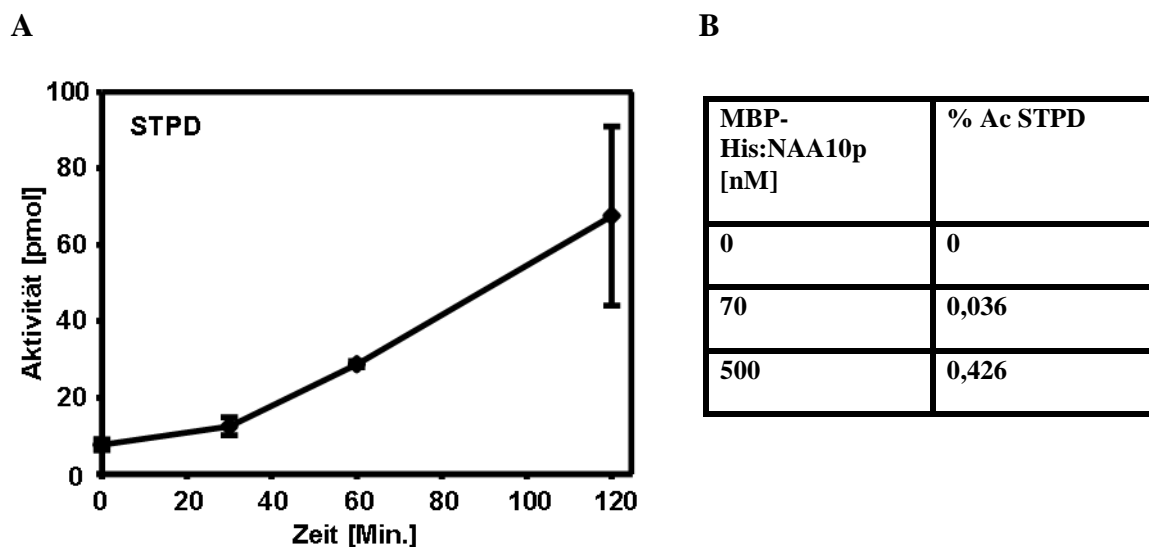 A
B
STPD
Aktivität [pmol]
100
80
60
40
20
0
0 20 40 60 80 100 120
Zeit [Min.]
MBP-
His:NAA10p
[nM]
% Ac STPD
0 0
70 0,036
500 0,426